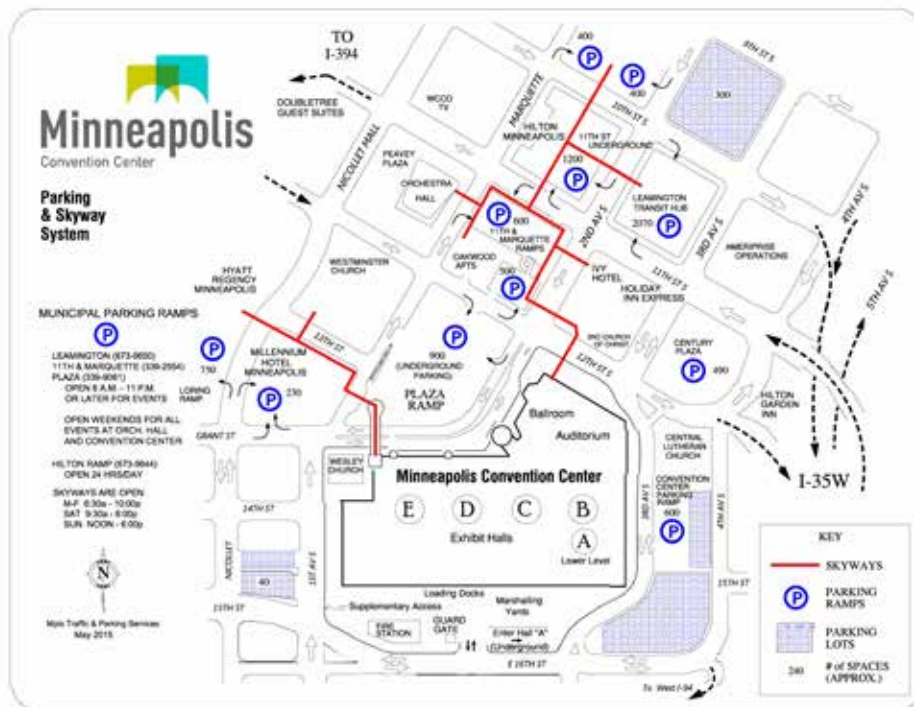 Minneapolis
Convention Center
Parking
& Skyway
System
MUNICIPAL PARKING RAMPS
P
LEAMINGTON (673-9650)
11TH & MARQUETTE (339-2554)
PLAZA (339-9061)
OPEN 6 A.M. – 11 P.M.
OR LATER FOR EVENTS
OPEN WEEKENDS FOR ALL
EVENTS AT ORCH. HALL
AND CONVENTION CENTER
HILTON RAMP (673-9644)
OPEN 24 HRS/DAY
SKYWAYS ARE OPEN
M-F 6:30a - 10:00p
SAT 9:30a - 8:00p
SUN NOON - 6:00p
N
Mpls Traffic & Parking Services
May 2015
TO
I-394
DOUBLETREE
GUEST SUITES
NICOLLET MALL
WCCO
TV
MARQUETTE
400
P
P
400
9TH ST S
300
10TH ST S
HILTON
MINNEAPOLIS
11TH ST
UNDERGROUND
1200
P
PEAVEY
PLAZA
ORCHESTRA
HALL
P
600
11TH &
MARQUETTE
RAMPS
2ND AV S
LEAMINGTON
TRANSIT HUB
2070
P
3RD AV S
4TH AV S
5TH AV S
AMERIPRISE
OPERATIONS
11TH ST S
WESTMINSTER
CHURCH
OAKWOOD
APTS
500
P
IVY
HOTEL
HOLIDAY
INN EXPRESS
HYATT
REGENCY
MINNEAPOLIS
P
750
LORING
RAMP
MILLENNIUM
HOTEL
MINNEAPOLIS
P
230
13TH ST
P
900
(UNDERGROUND
PARKING)
PLAZA
RAMP
2ND CHURCH
OF CHRIST
12TH ST
CENTURY
PLAZA
P
490
HILTON
GARDEN
INN
I-35W
GRANT ST
WESLEY
CHURCH
Ballroom
Auditorium
Minneapolis Convention Center
E
D
C
B
A
Exhibit Halls
Lower Level
CENTRAL
LUTHERAN
CHURCH
CONVENTION
CENTER
PARKING
RAMP
600
P
3RD AV S
4TH AV S
14TH ST
NICOLLET
1ST AV S
40
15TH ST
15TH ST
Loading Docks
Marshalling
Yards
Supplementary Access
FIRE
STATION
GUARD
GATE
Enter Hall "A"
(Underground)
E 16TH ST
To West I-94
KEY
SKYWAYS
P
PARKING
RAMPS
PARKING
LOTS
240
# of SPACES
(APPROX.)